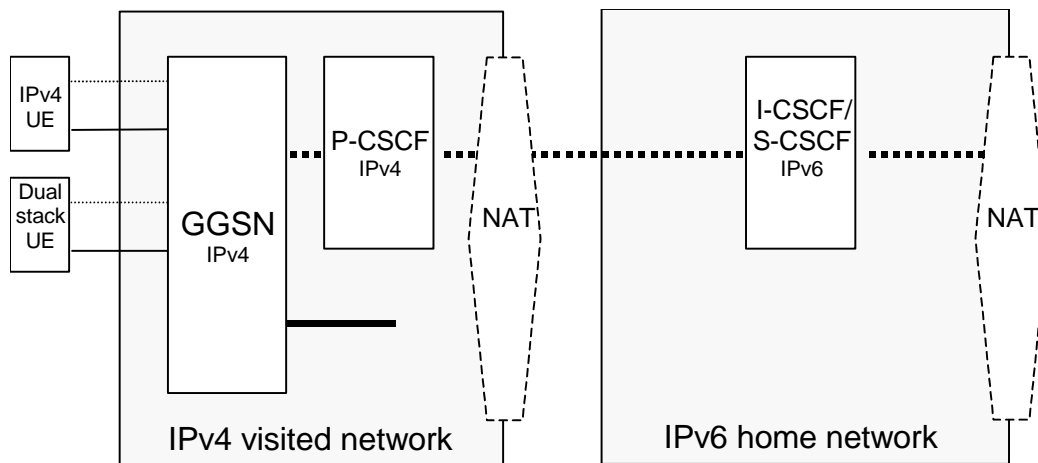 IPv4
UE
Dual
stack
UE
GGSN
IPv4
P-CSCF
IPv4
NAT
IPv4 visited network
I-CSCF/
S-CSCF
IPv6
NAT
IPv6 home network